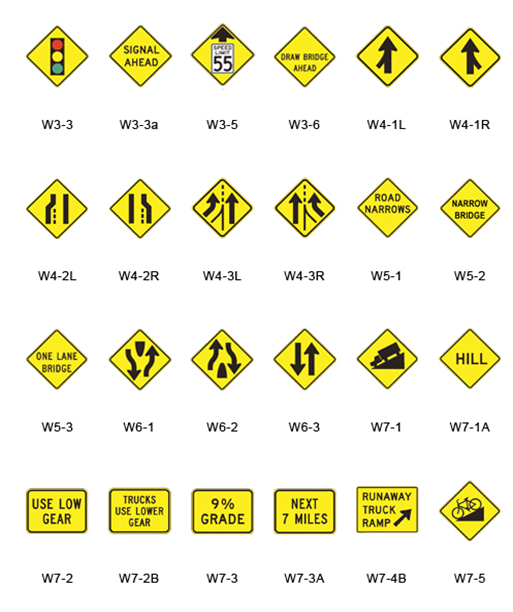 SIGNAL
AHEAD
SPEED
LIMIT
55
DRAW BRIDGE
AHEAD
W3-3 W3-3a W3-5 W3-6 W4-1L W4-1R
ROAD
NARROWS
NARROW
BRIDGE
W4-2L W4-2R W4-3L W4-3R W5-1 W5-2
ONE LANE
BRIDGE
HILL
W5-3 W6-1 W6-2 W6-3 W7-1 W7-1A
USE LOW
GEAR
TRUCKS
USE LOWER
GEAR
9%
GRADE
NEXT
7 MILES
RUNAWAY
TRUCK
RAMP
W7-2 W7-2B W7-3 W7-3A W7-4B W7-5